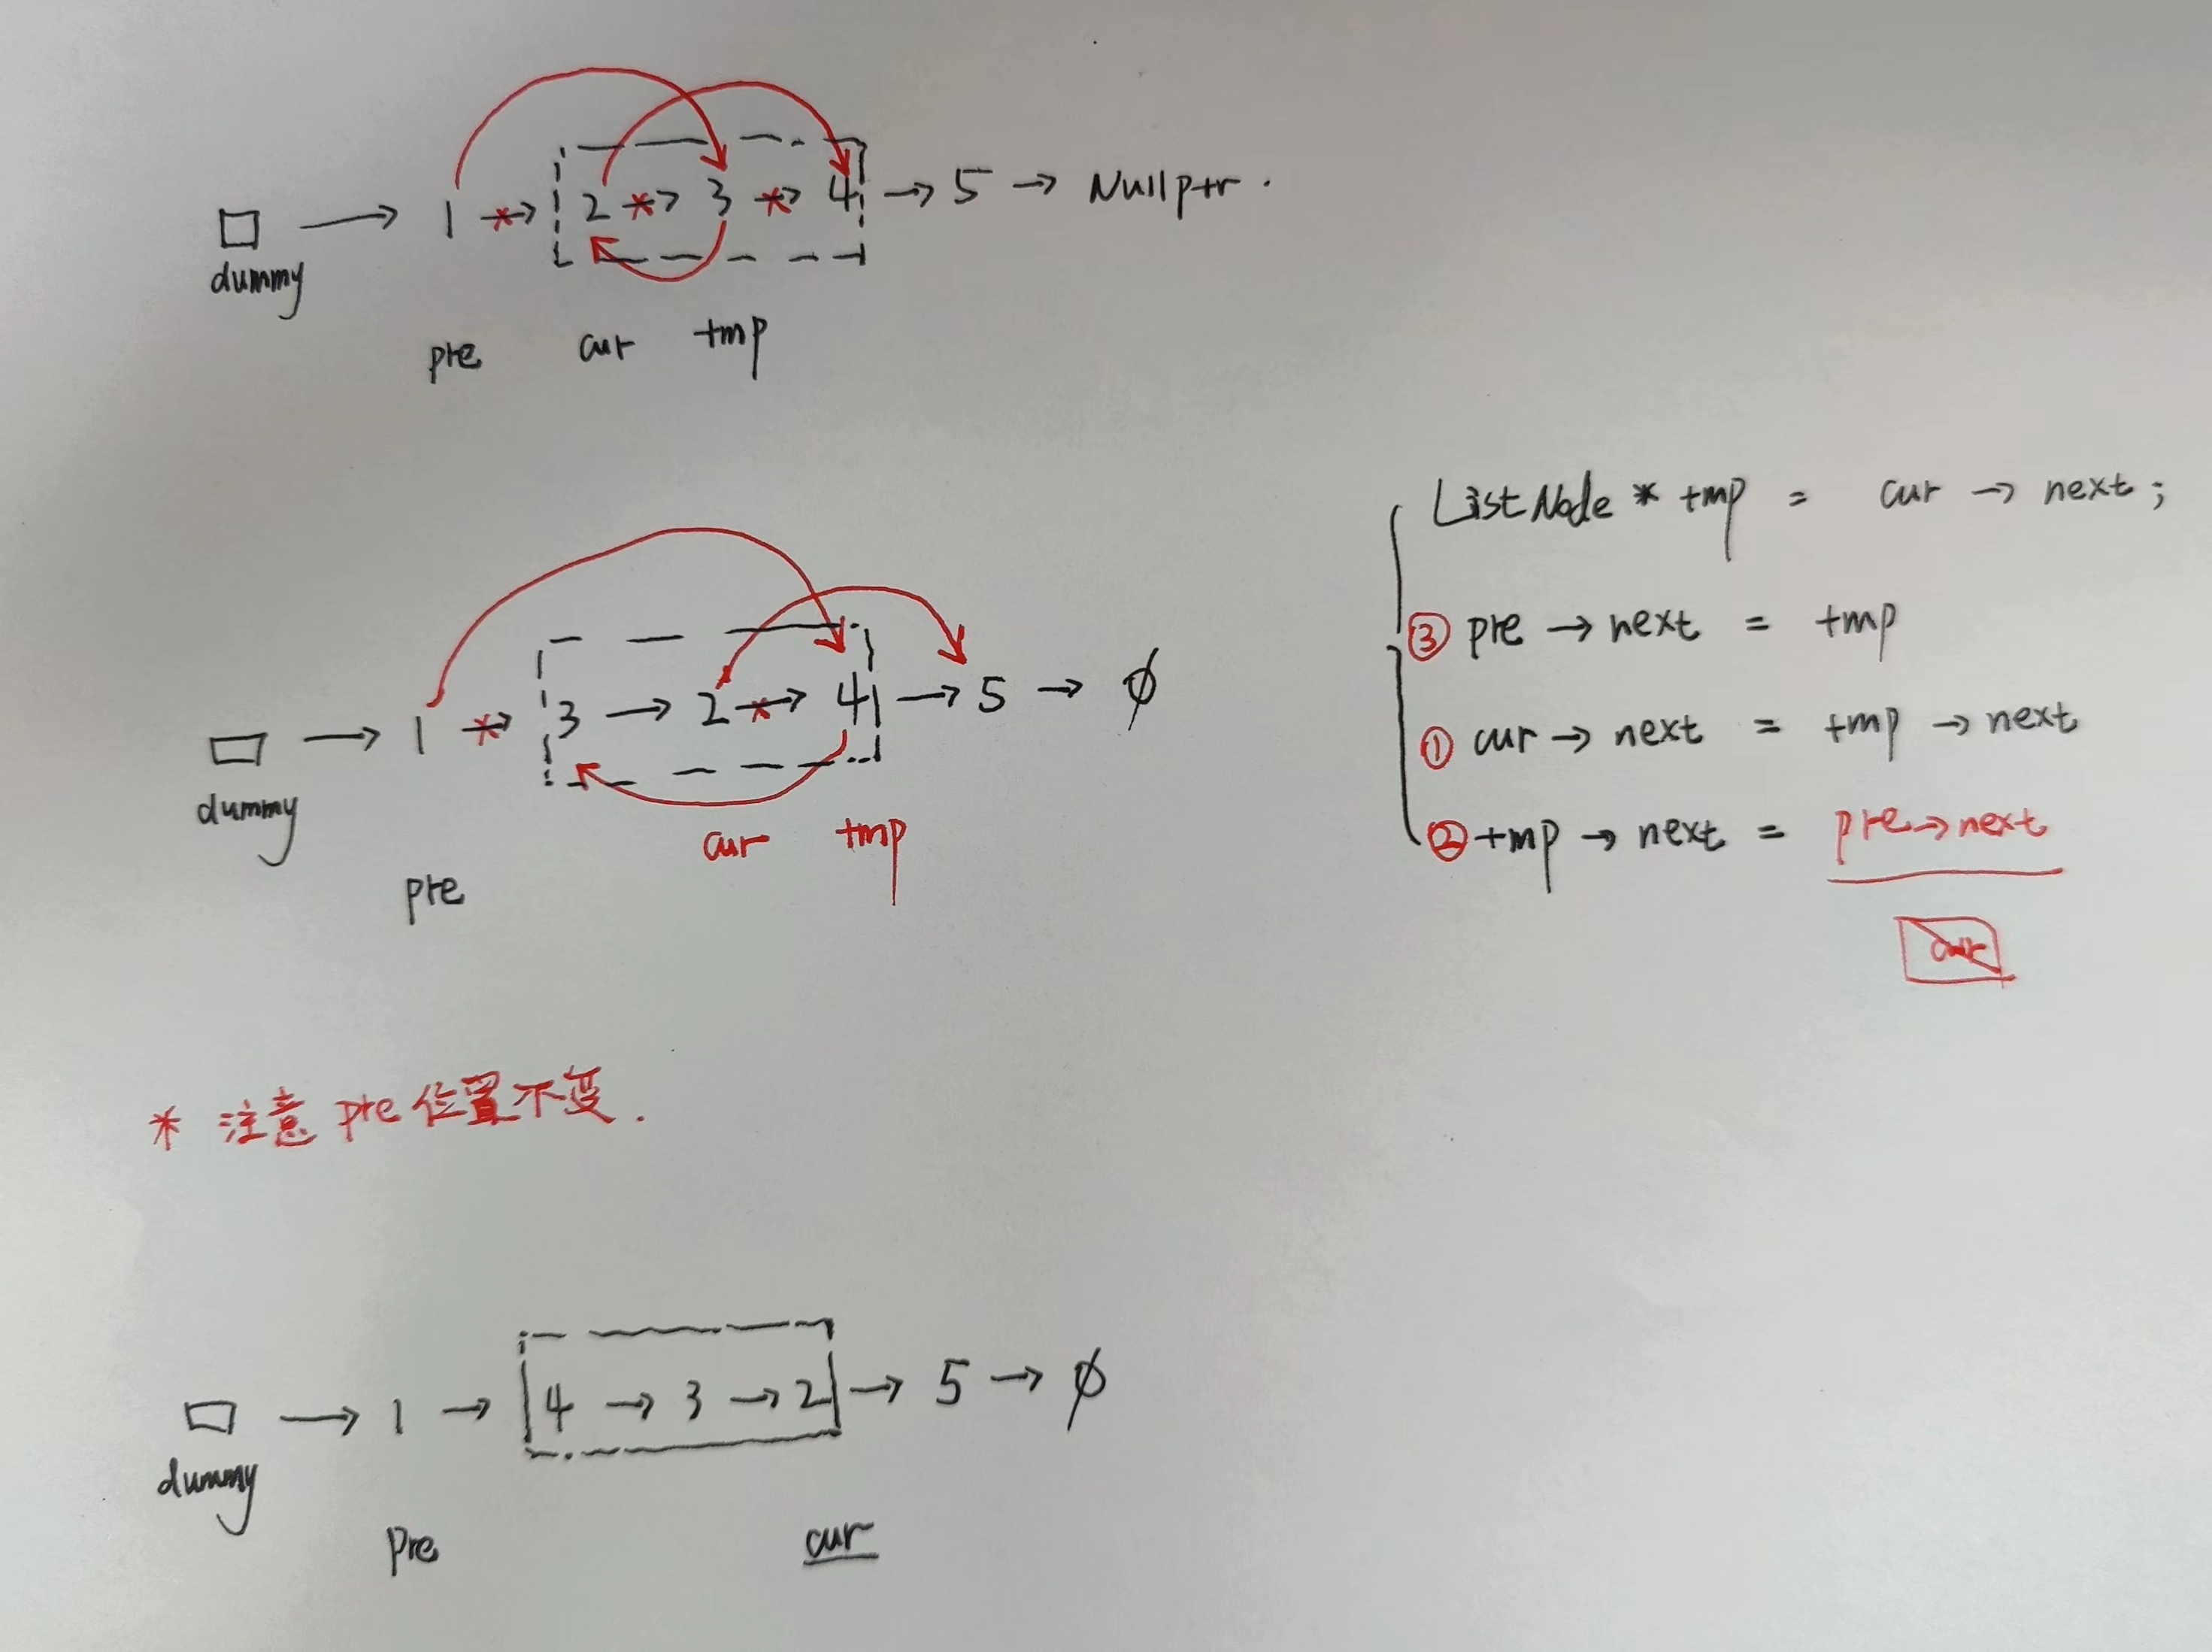 1 → 2 → 3 → 4 → 5 → Nullptr.
dummy
pre cur tmp
ListNode * tmp = cur → next;
③ pre → next = tmp
① cur → next = tmp → next
② tmp → next = pre→next
cur
1 → 3 → 2 → 4 → 5 → ∅
dummy
cur tmp
pre
* 注意 pre 位置不变.
1 → 4 → 3 → 2 → 5 → ∅
dummy
pre cur